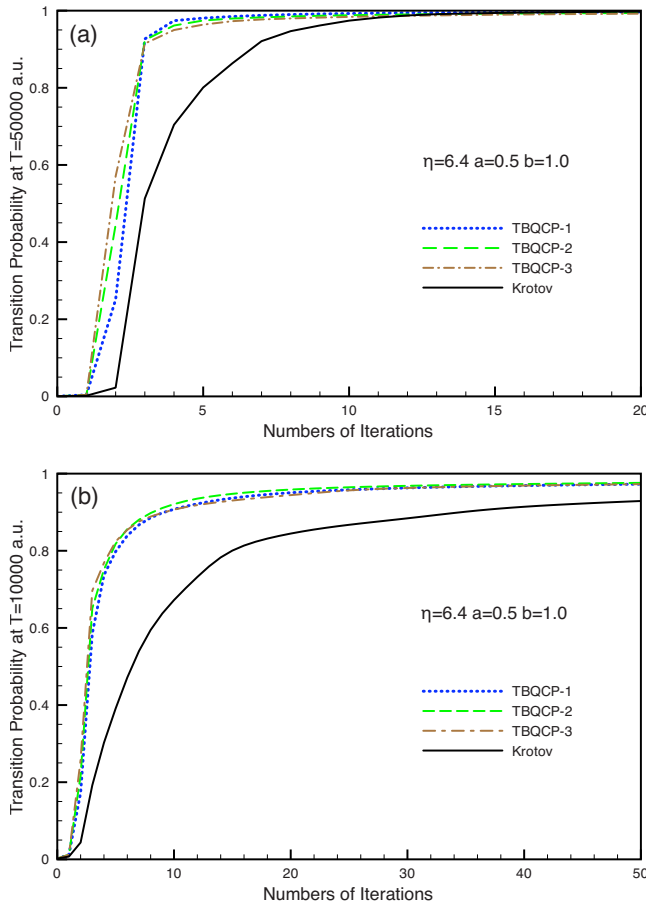 (a)
Transition Probability at T=50000 a.u.
1
0.8
0.6
0.4
0.2
0
η=6.4 a=0.5 b=1.0
TBQCP-1
TBQCP-2
TBQCP-3
Krotov
0 5 10 15 20
Numbers of Iterations
(b)
Transition Probability at T=10000 a.u.
1
0.8
0.6
0.4
0.2
0
η=6.4 a=0.5 b=1.0
TBQCP-1
TBQCP-2
TBQCP-3
Krotov
0 10 20 30 40 50
Numbers of Iterations